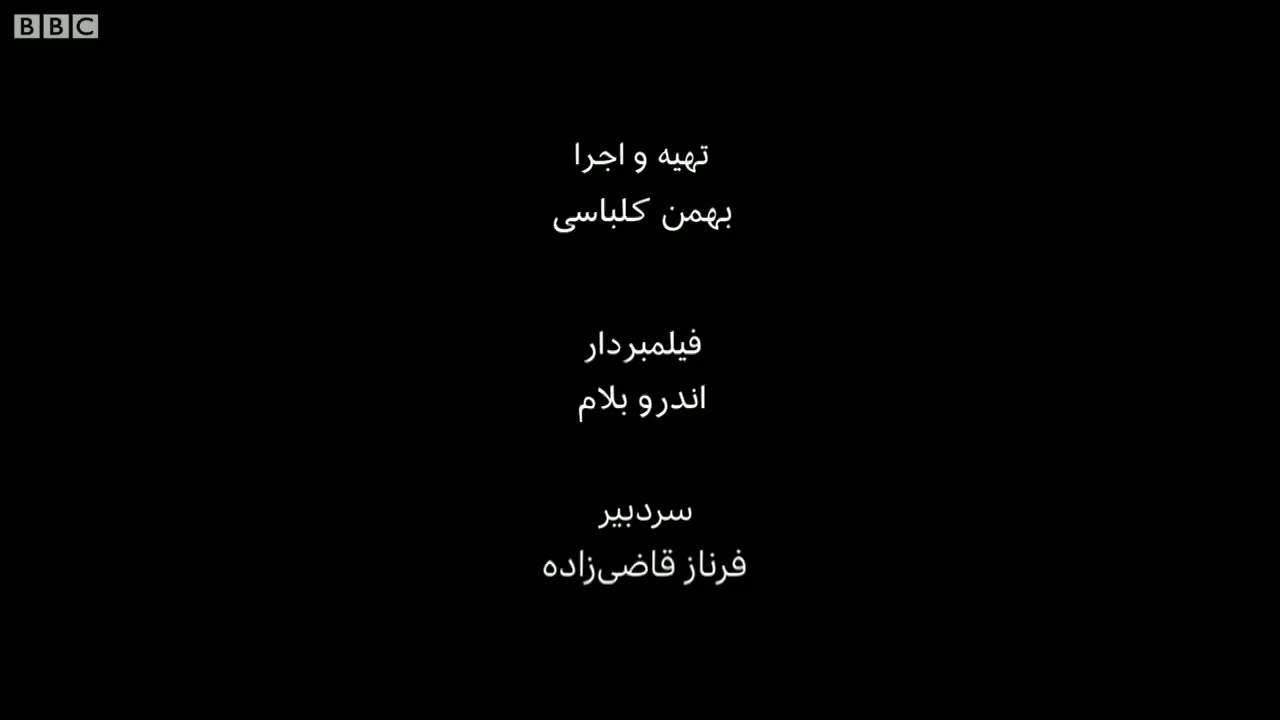 BBC
تهیه و اجرا
بهمن کلباسی
فیلمبردار
اندرو بلام
سردبیر
فرناز قاضی‌زاده